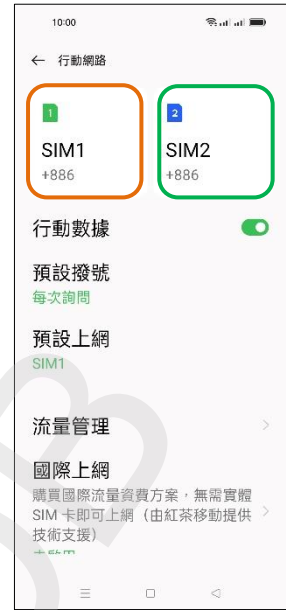 10:00
← 行動網路
1
2
SIM1
SIM2
+886
+886
行動數據
預設撥號
每次詢問
預設上網
SIM1
流量管理
國際上網
購買國際流量資費方案，無需實體
SIM 卡即可上網（由紅茶移動提供
技術支援）